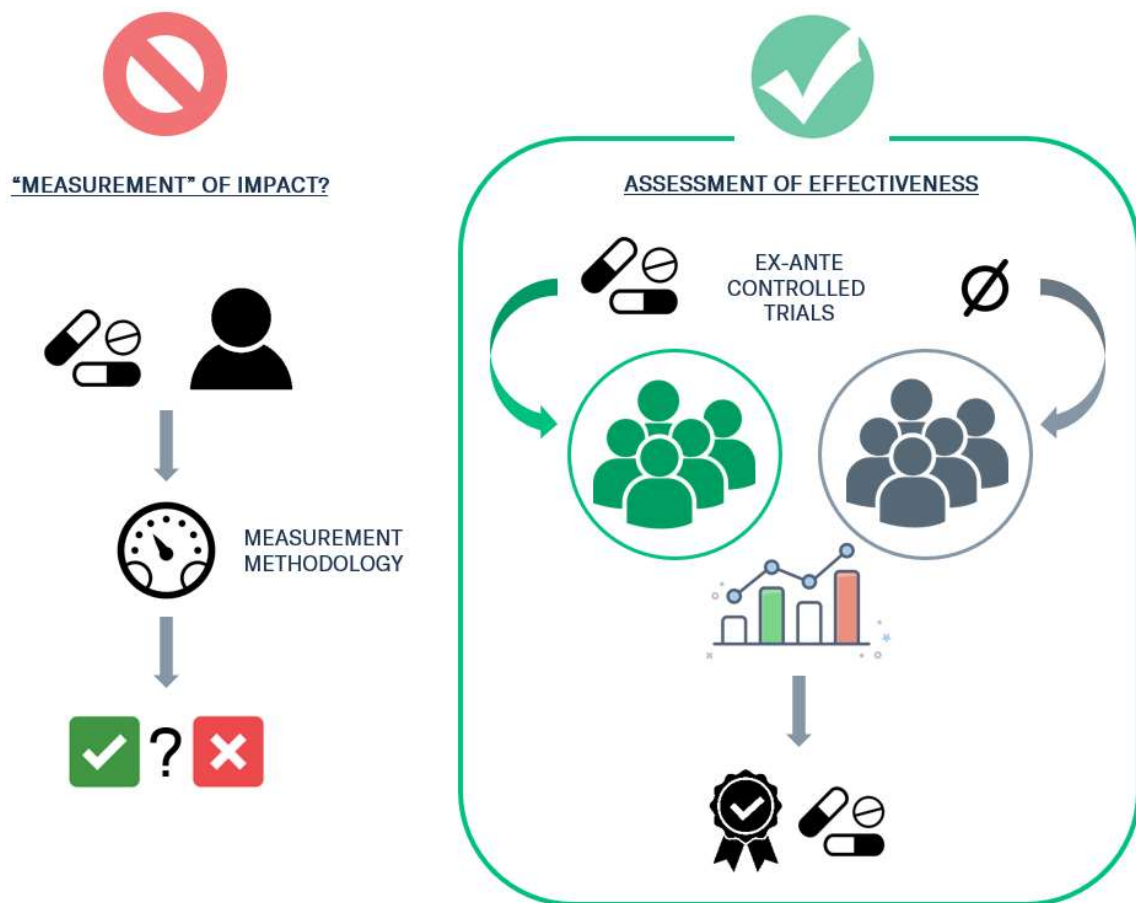 “MEASUREMENT” OF IMPACT?
MEASUREMENT
METHODOLOGY
?
ASSESSMENT OF EFFECTIVENESS
EX-ANTE
CONTROLLED
TRIALS
Ø